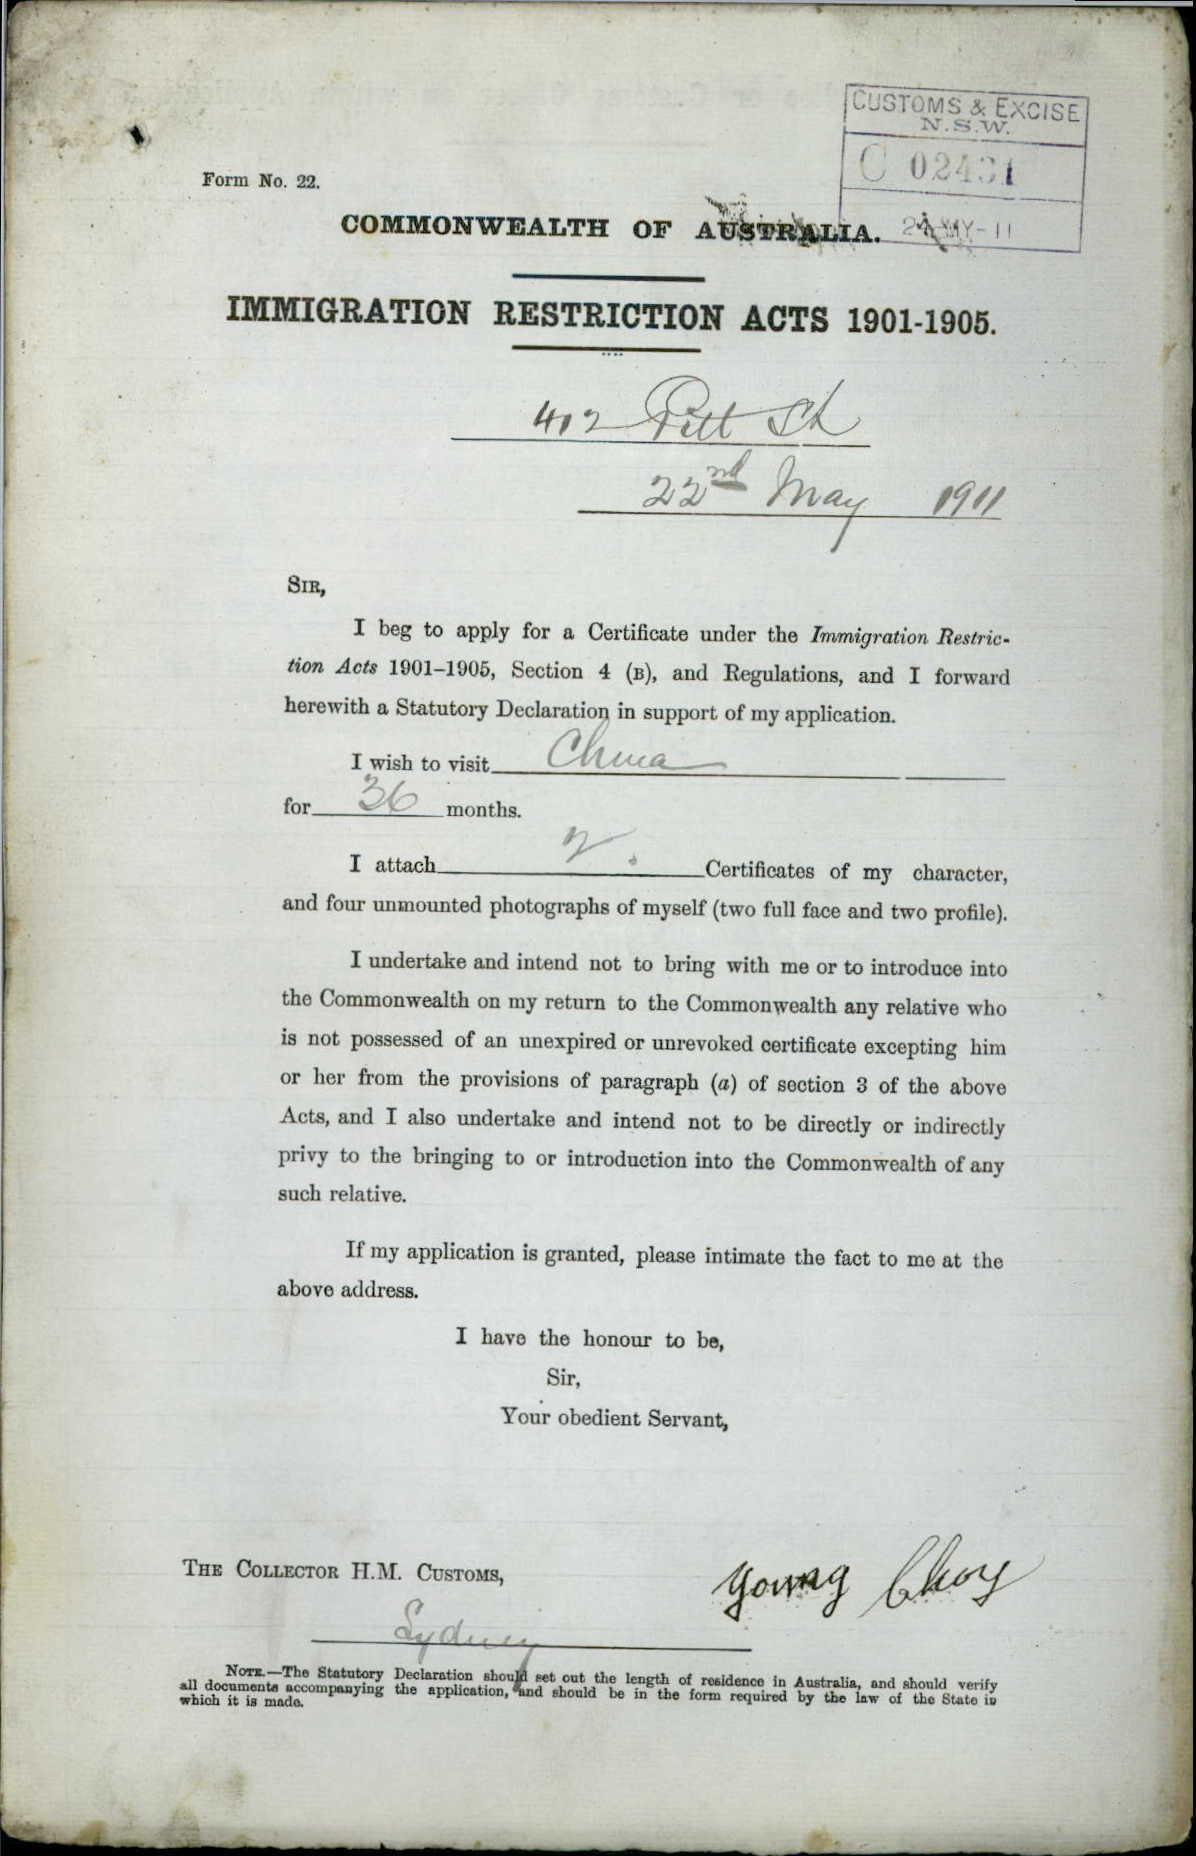 CUSTOMS & EXCISE
N.S.W.
Form No. 22.
COMMONWEALTH OF AUSTRALIA.
IMMIGRATION RESTRICTION ACTS 1901-1905.
412 Pitt St
22nd May 1911
SIR,
I beg to apply for a Certificate under the Immigration Restric-
tion Acts 1901-1905, Section 4 (B), and Regulations, and I forward
herewith a Statutory Declaration in support of my application.
I wish to visit China
for 36 months.
I attach 2. Certificates of my character,
and four unmounted photographs of myself (two full face and two profile).
I undertake and intend not to bring with me or to introduce into
the Commonwealth on my return to the Commonwealth any relative who
is not possessed of an unexpired or unrevoked certificate excepting him
or her from the provisions of paragraph (a) of section 3 of the above
Acts, and I also undertake and intend not to be directly or indirectly
privy to the bringing to or introduction into the Commonwealth of any
such relative.
If my application is granted, please intimate the fact to me at the
above address.
I have the honour to be,
Sir,
Your obedient Servant,
THE COLLECTOR H.M. CUSTOMS,
Young Choy
Sydney
NOTE.—The Statutory Declaration should set out the length of residence in Australia, and should verify
all documents accompanying the application, and should be in the form required by the law of the State in
which it is made.